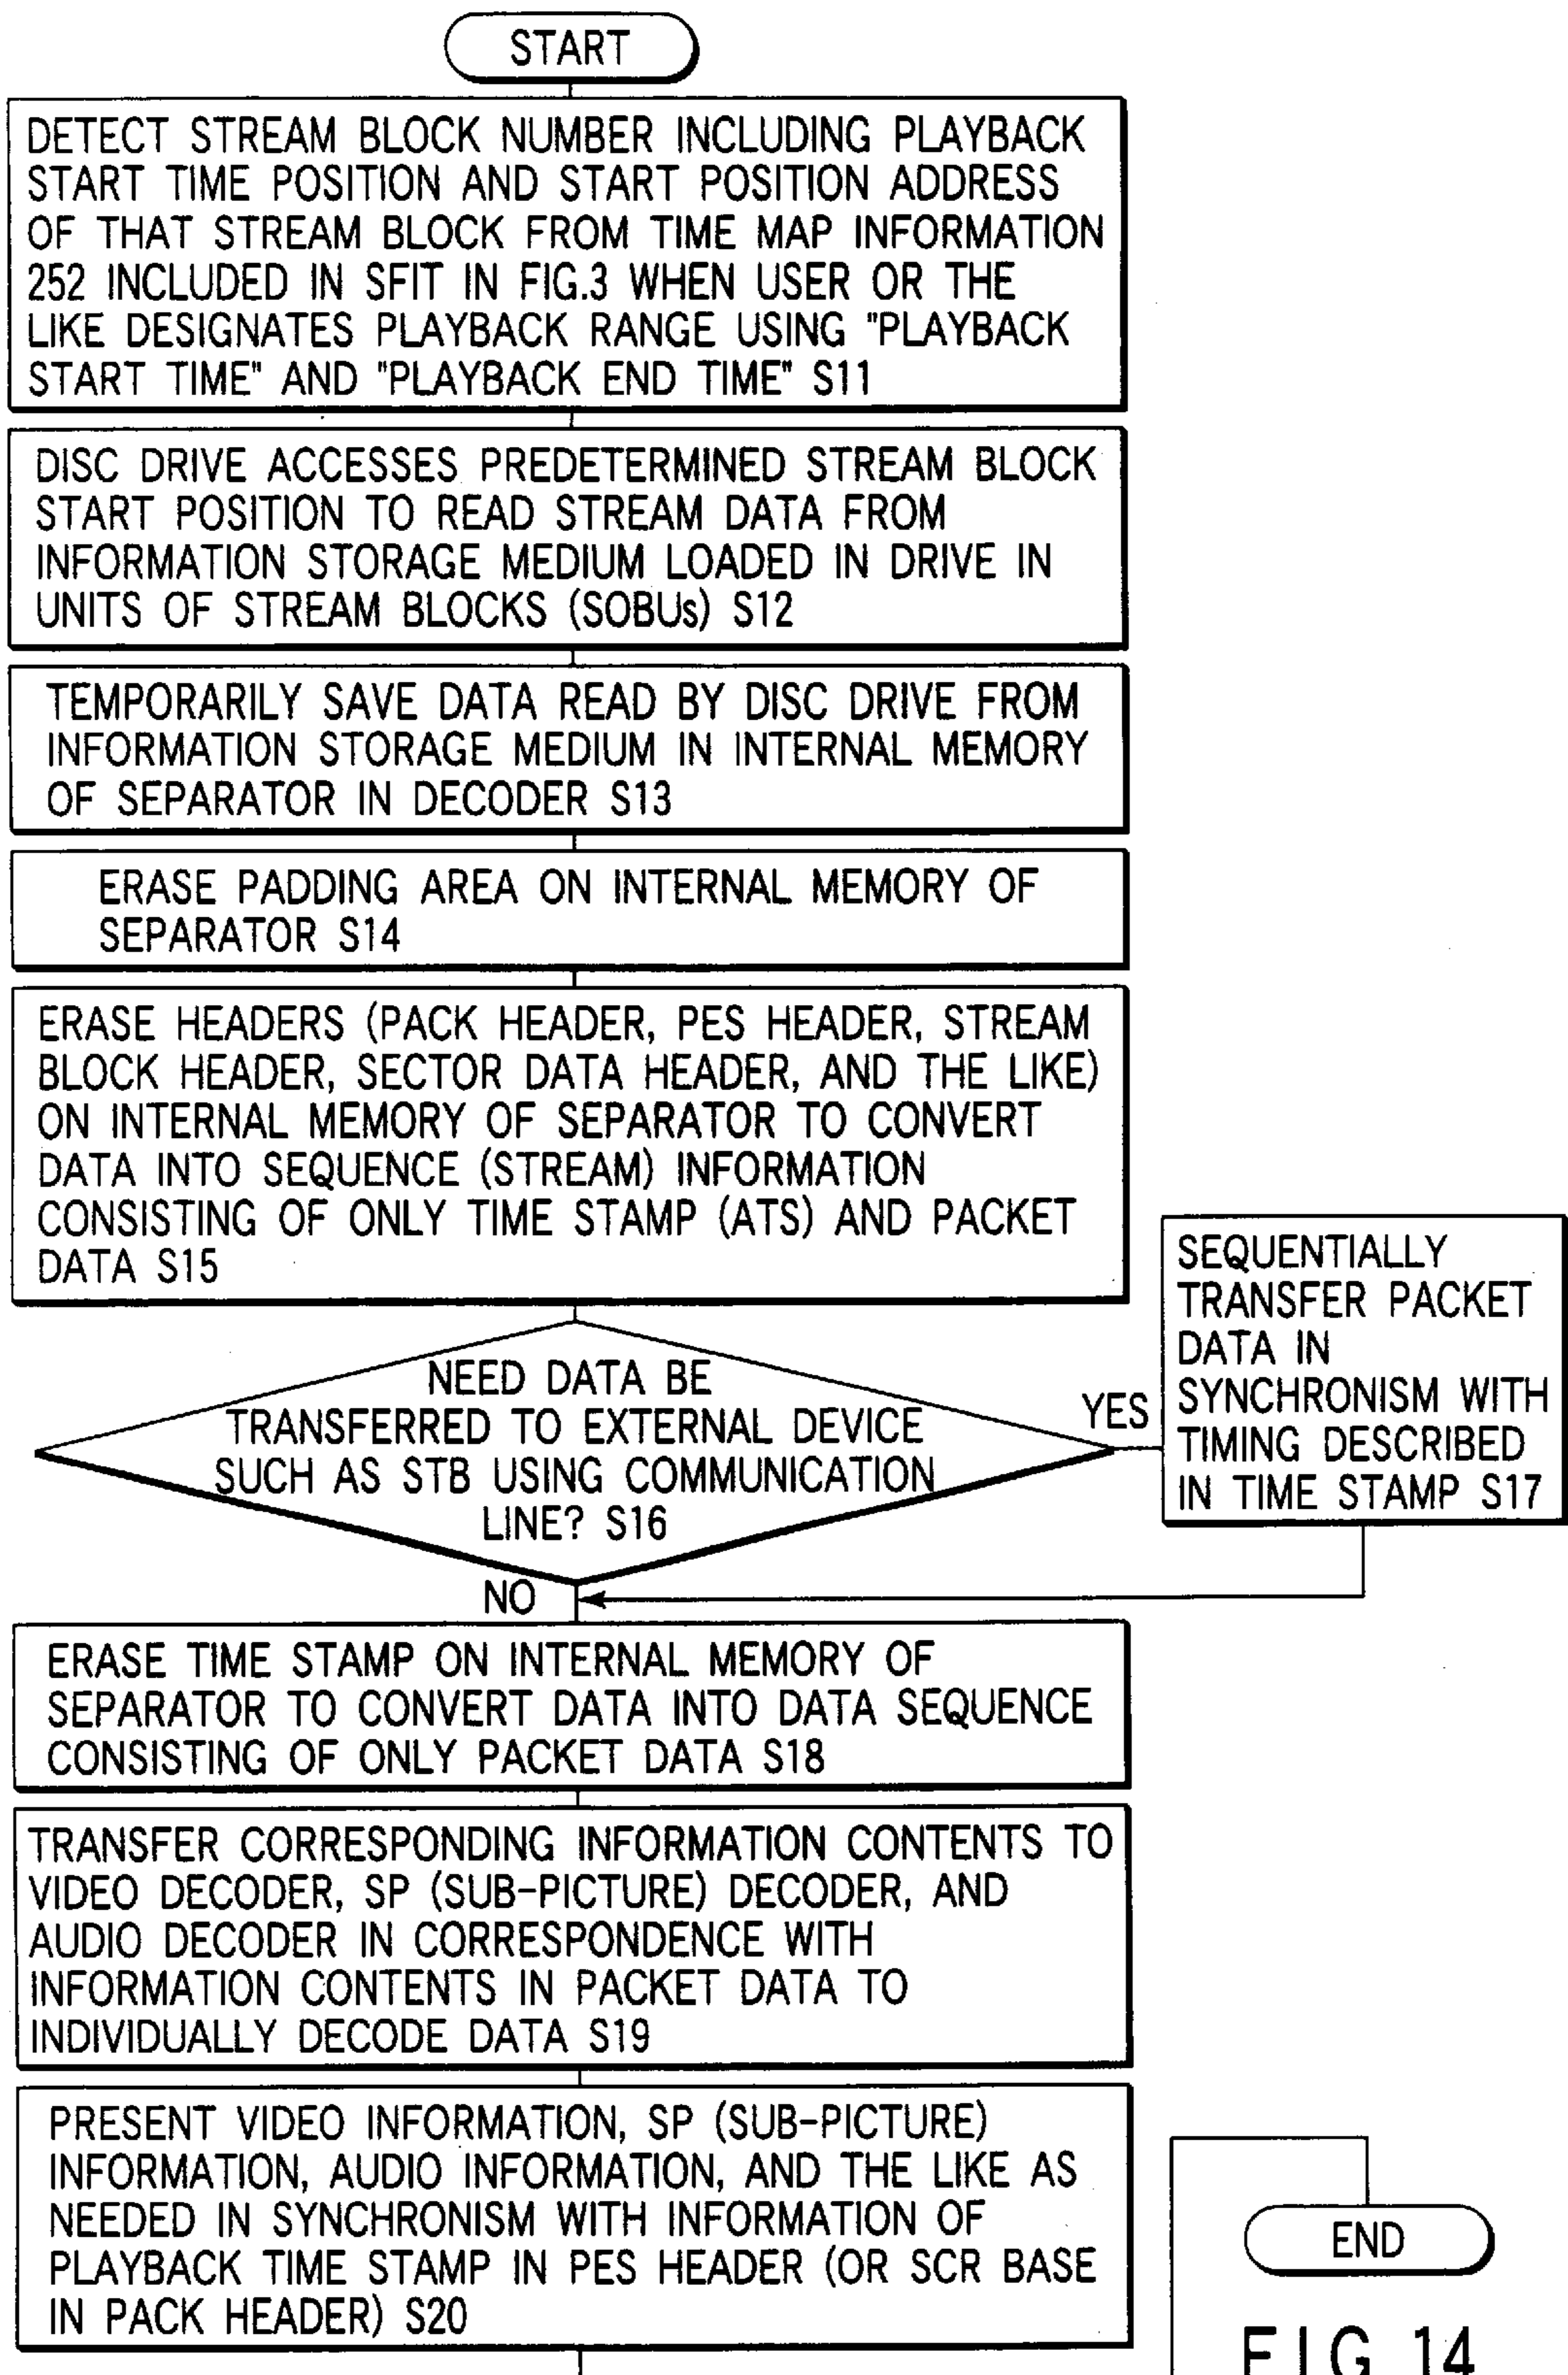 START
DETECT STREAM BLOCK NUMBER INCLUDING PLAYBACK
START TIME POSITION AND START POSITION ADDRESS
OF THAT STREAM BLOCK FROM TIME MAP INFORMATION
252 INCLUDED IN SFIT IN FIG.3 WHEN USER OR THE
LIKE DESIGNATES PLAYBACK RANGE USING "PLAYBACK
START TIME" AND "PLAYBACK END TIME" S11
DISC DRIVE ACCESSES PREDETERMINED STREAM BLOCK
START POSITION TO READ STREAM DATA FROM
INFORMATION STORAGE MEDIUM LOADED IN DRIVE IN
UNITS OF STREAM BLOCKS (SOBUs) S12
TEMPORARILY SAVE DATA READ BY DISC DRIVE FROM
INFORMATION STORAGE MEDIUM IN INTERNAL MEMORY
OF SEPARATOR IN DECODER S13
ERASE PADDING AREA ON INTERNAL MEMORY OF
SEPARATOR S14
ERASE HEADERS (PACK HEADER, PES HEADER, STREAM
BLOCK HEADER, SECTOR DATA HEADER, AND THE LIKE)
ON INTERNAL MEMORY OF SEPARATOR TO CONVERT
DATA INTO SEQUENCE (STREAM) INFORMATION
CONSISTING OF ONLY TIME STAMP (ATS) AND PACKET
DATA S15
NEED DATA BE
TRANSFERRED TO EXTERNAL DEVICE
SUCH AS STB USING COMMUNICATION
LINE? S16
YES
SEQUENTIALLY
TRANSFER PACKET
DATA IN
SYNCHRONISM WITH
TIMING DESCRIBED
IN TIME STAMP S17
NO
ERASE TIME STAMP ON INTERNAL MEMORY OF
SEPARATOR TO CONVERT DATA INTO DATA SEQUENCE
CONSISTING OF ONLY PACKET DATA S18
TRANSFER CORRESPONDING INFORMATION CONTENTS TO
VIDEO DECODER, SP (SUB-PICTURE) DECODER, AND
AUDIO DECODER IN CORRESPONDENCE WITH
INFORMATION CONTENTS IN PACKET DATA TO
INDIVIDUALLY DECODE DATA S19
PRESENT VIDEO INFORMATION, SP (SUB-PICTURE)
INFORMATION, AUDIO INFORMATION, AND THE LIKE AS
NEEDED IN SYNCHRONISM WITH INFORMATION OF
PLAYBACK TIME STAMP IN PES HEADER (OR SCR BASE
IN PACK HEADER) S20
END
FIG. 14